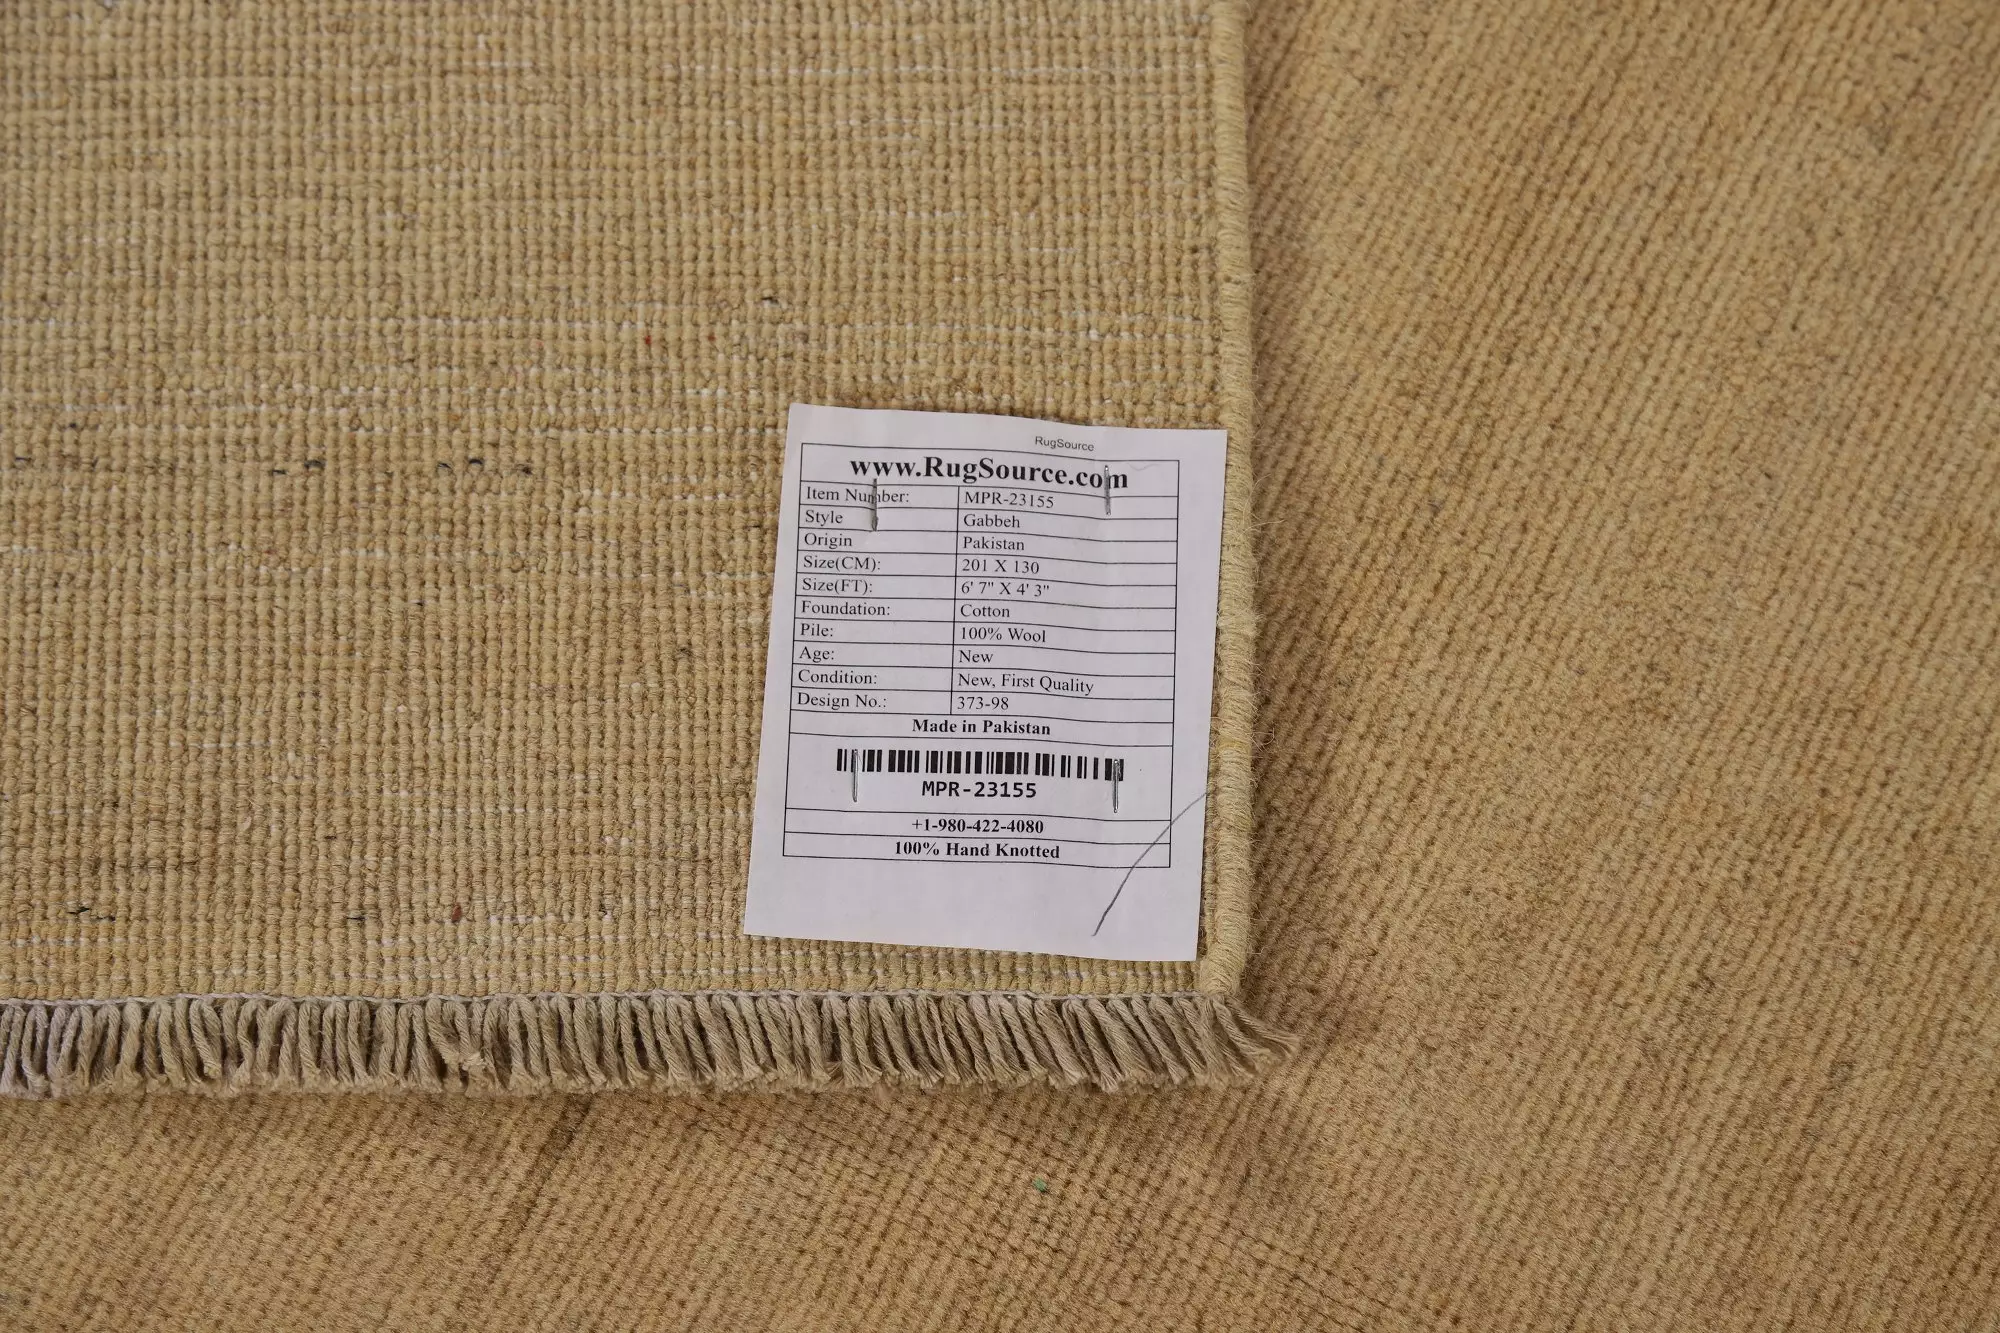 RugSource
www.RugSource.com
Item Number: MPR-23155
Style Gabbeh
Origin Pakistan
Size(CM): 201 X 130
Size(FT): 6' 7" X 4' 3"
Foundation: Cotton
Pile: 100% Wool
Age: New
Condition: New, First Quality
Design No.: 373-98
Made in Pakistan
MPR-23155
+1-980-422-4080
100% Hand Knotted